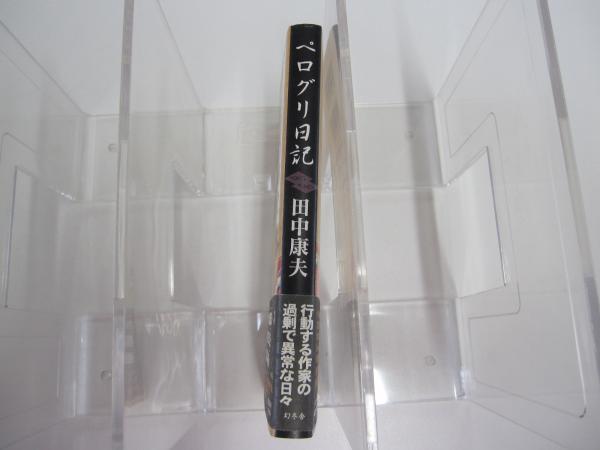 ペログリ日記
田中康夫
行動する作家の
過剰で異常な日々
幻冬舎